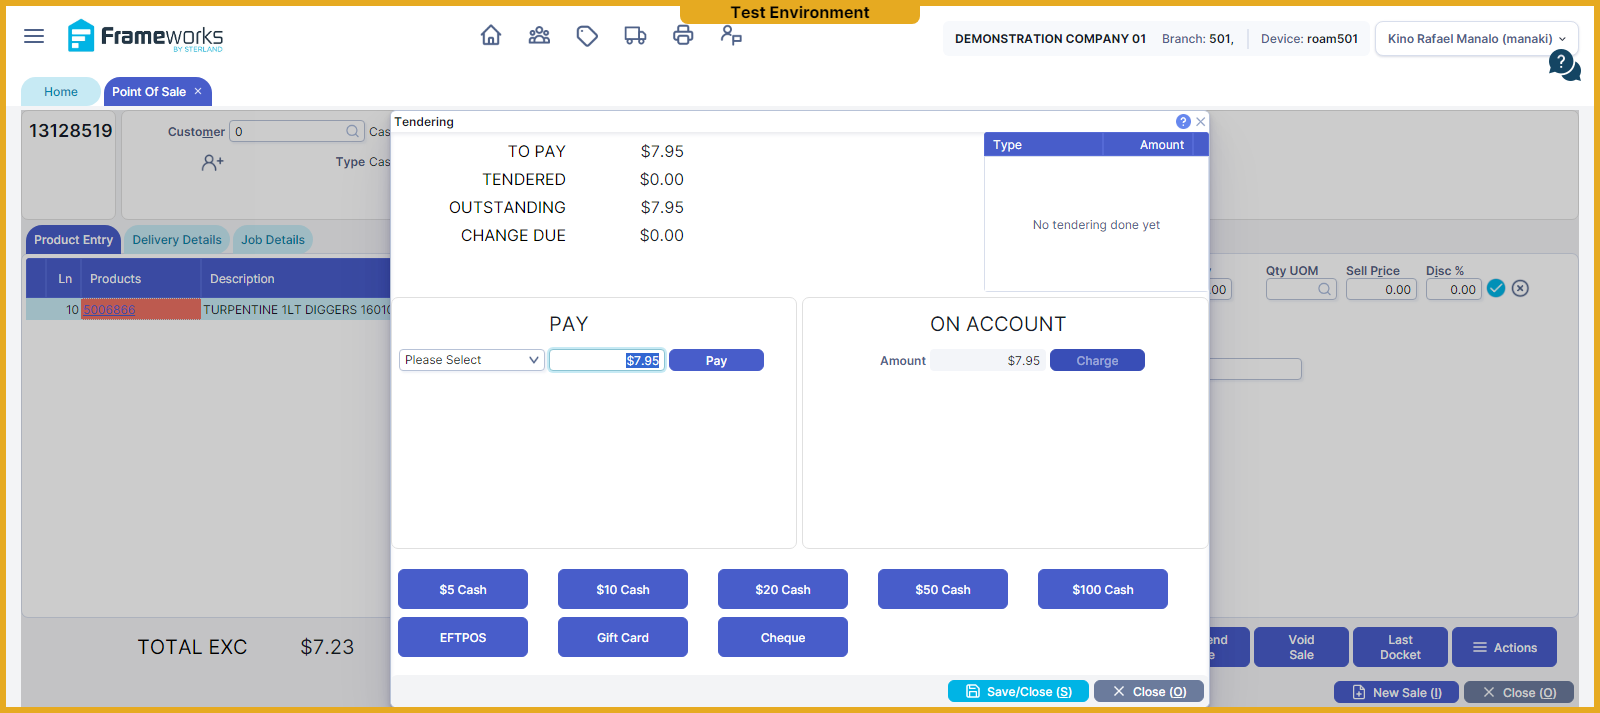 Test Environment
Frameworks
BY STERLAND
DEMONSTRATION COMPANY 01 Branch: 501, Device: roam501 Kino Rafael Manalo (manaki)
Home Point Of Sale ×
13128519
Customer 0 Cas
Type Cas
Product Entry Delivery Details Job Details
Ln Products Description
10 5006866 TURPENTINE 1LT DIGGERS 1601
Qty UOM Sell Price Disc %
00 0.00 0.00
Tendering
TO PAY $7.95
TENDERED $0.00
OUTSTANDING $7.95
CHANGE DUE $0.00
Type Amount
No tendering done yet
PAY
Please Select $7.95 Pay
ON ACCOUNT
Amount $7.95 Charge
$5 Cash $10 Cash $20 Cash $50 Cash $100 Cash
EFTPOS Gift Card Cheque
Save/Close (S) Close (O)
TOTAL EXC $7.23
end
e
Void
Sale
Last
Docket
Actions
New Sale (I) Close (O)